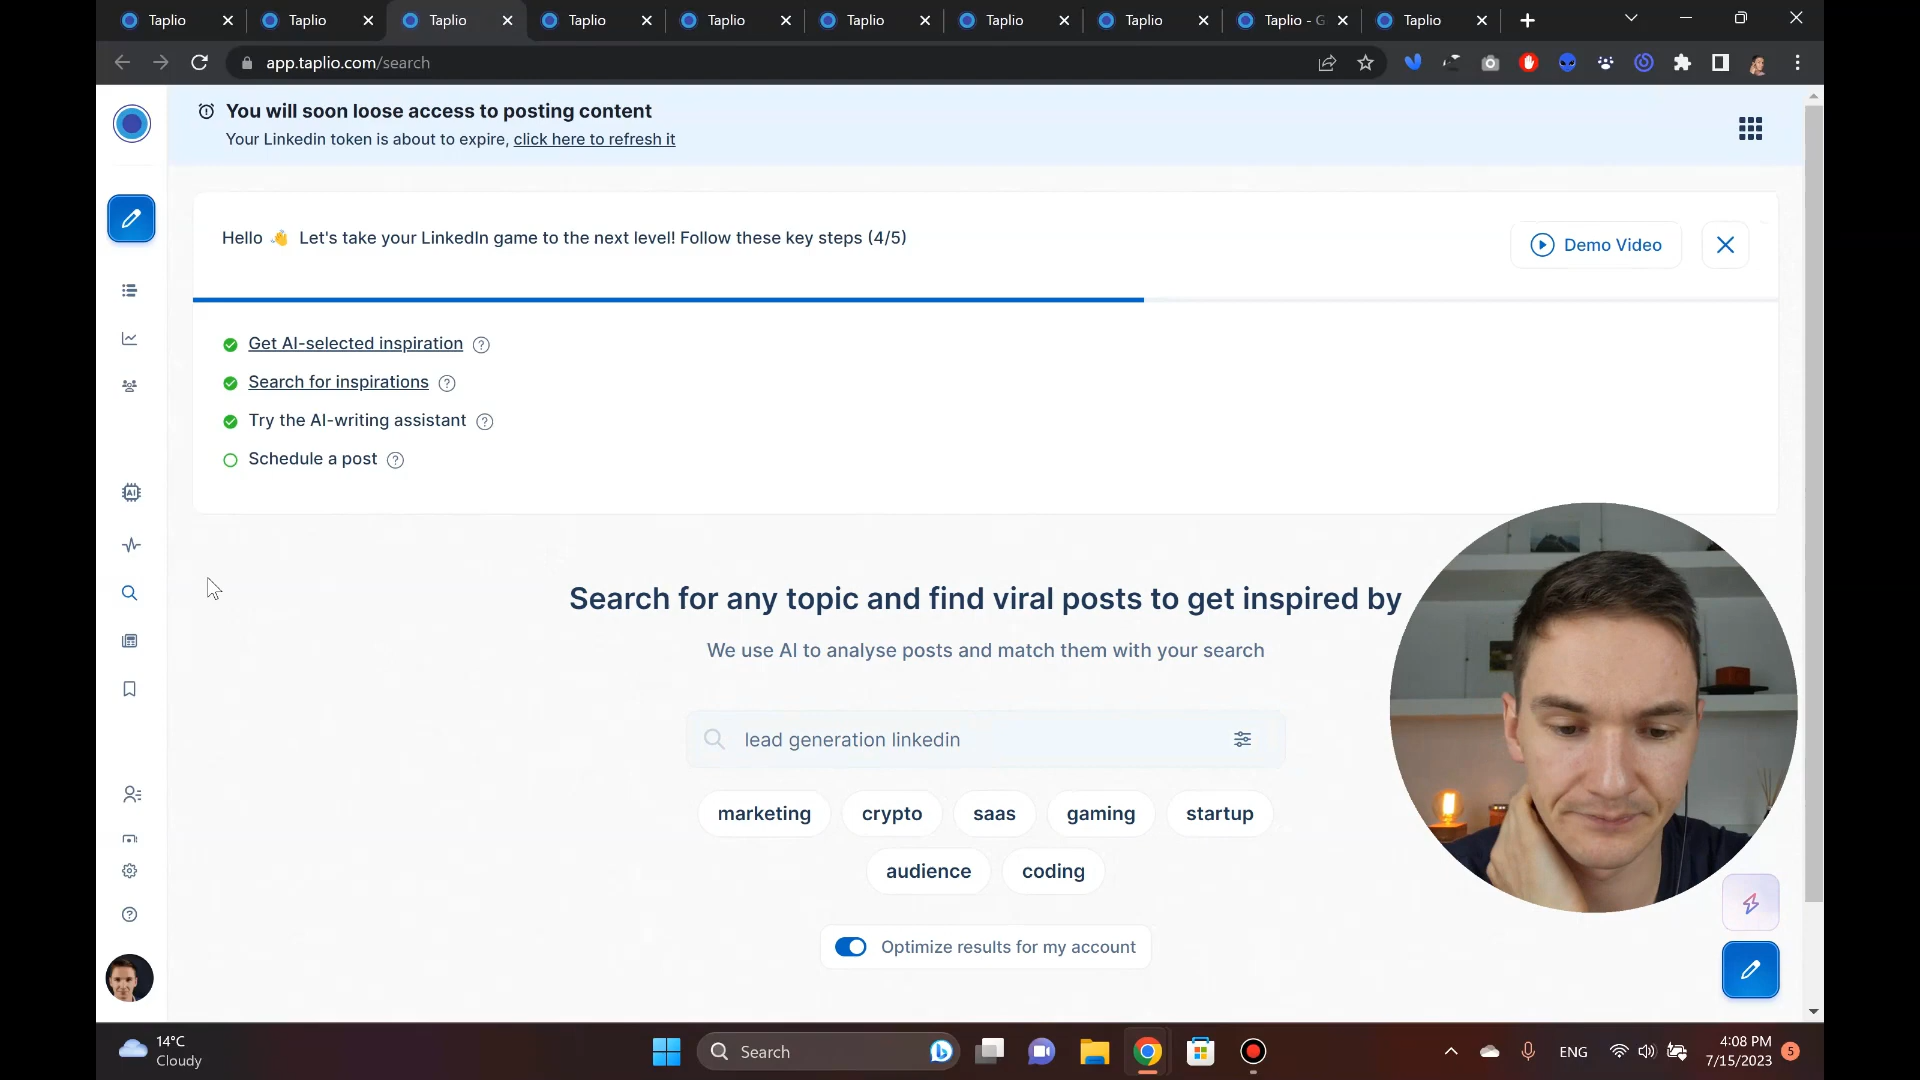 Taplio
Taplio
Taplio
Taplio
Taplio
Taplio
Taplio
Taplio
Taplio - G
Taplio
app.taplio.com/search
You will soon loose access to posting content
Your Linkedin token is about to expire, click here to refresh it
Hello 👋 Let's take your LinkedIn game to the next level! Follow these key steps (4/5)
Demo Video
Get AI-selected inspiration ?
Search for inspirations ?
Try the AI-writing assistant ?
Schedule a post ?
AI
Search for any topic and find viral posts to get inspired by
We use AI to analyse posts and match them with your search
lead generation linkedin
marketing
crypto
saas
gaming
startup
audience
coding
Optimize results for my account
14°C
Cloudy
Search
ENG
4:08 PM
7/15/2023
5